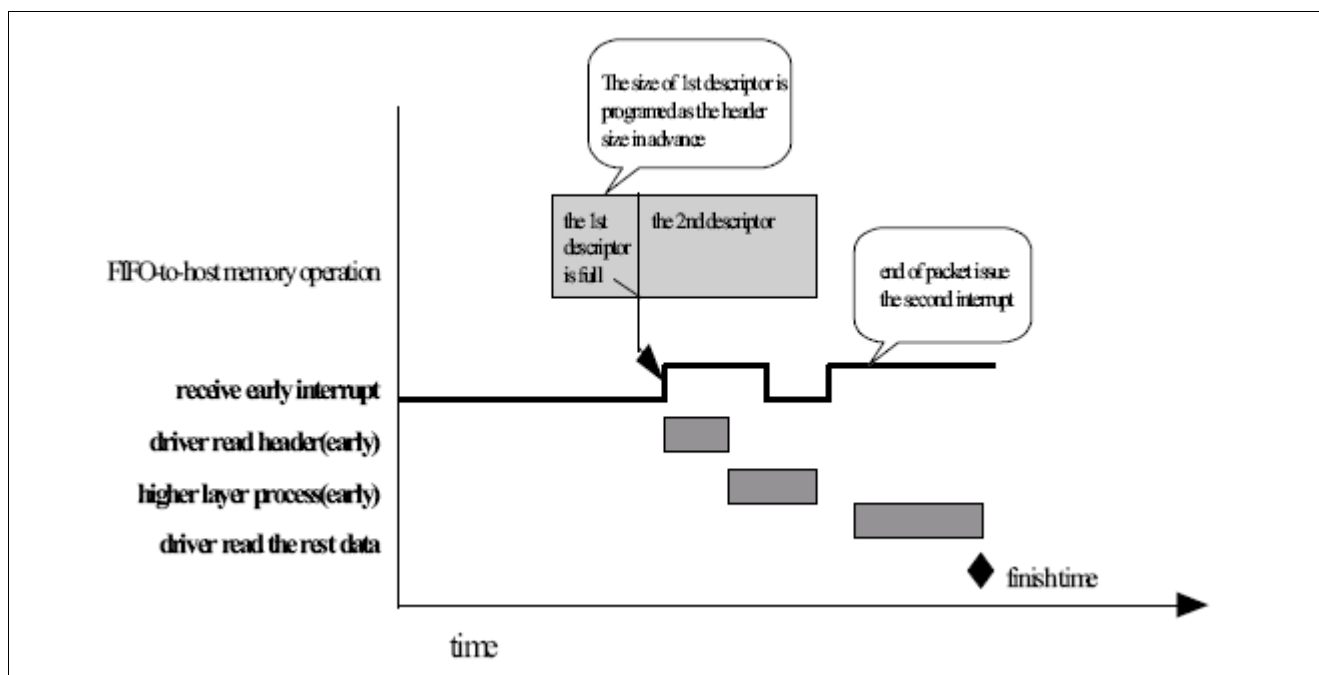 The size of 1st descriptor is
programed as the header
size in advance
the 1st
descriptor
is full
the 2nd descriptor
FIFO-to-host memory operation
end of packet issue
the second interrupt
receive early interrupt
driver read header(early)
higher layer process(early)
driver read the rest data
finish time
time